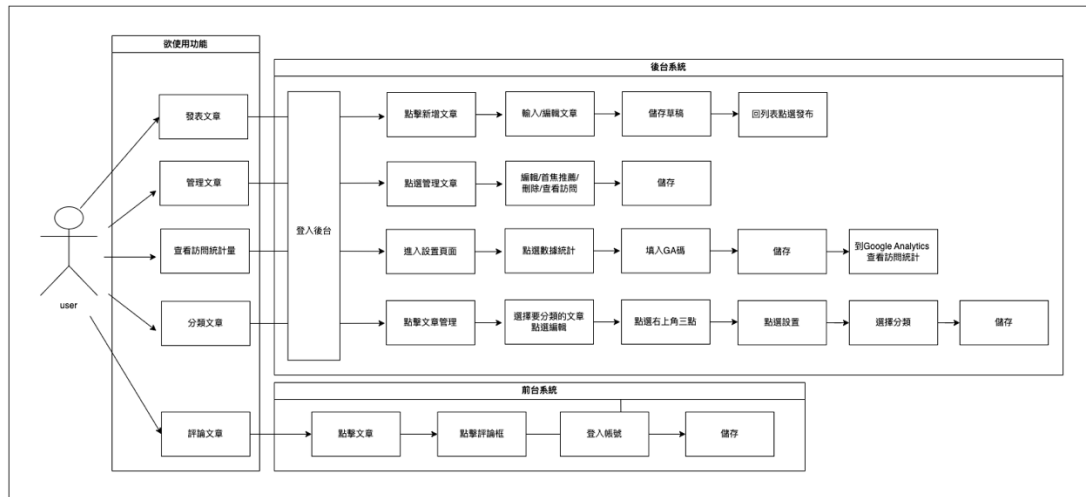 欲使用功能
後台系統
發表文章
點擊新增文章
輸入/編輯文章
儲存草稿
回列表點選發布
管理文章
點選管理文章
編輯/首焦推薦/
刪除/查看訪問
儲存
登入後台
查看訪問統計量
進入設置頁面
點選數據統計
填入GA碼
儲存
到Google Analytics
查看訪問統計
user
分類文章
點擊文章管理
選擇要分類的文章
點選編輯
點選右上角三點
點選設置
選擇分類
儲存
前台系統
評論文章
點擊文章
點擊評論框
登入帳號
儲存